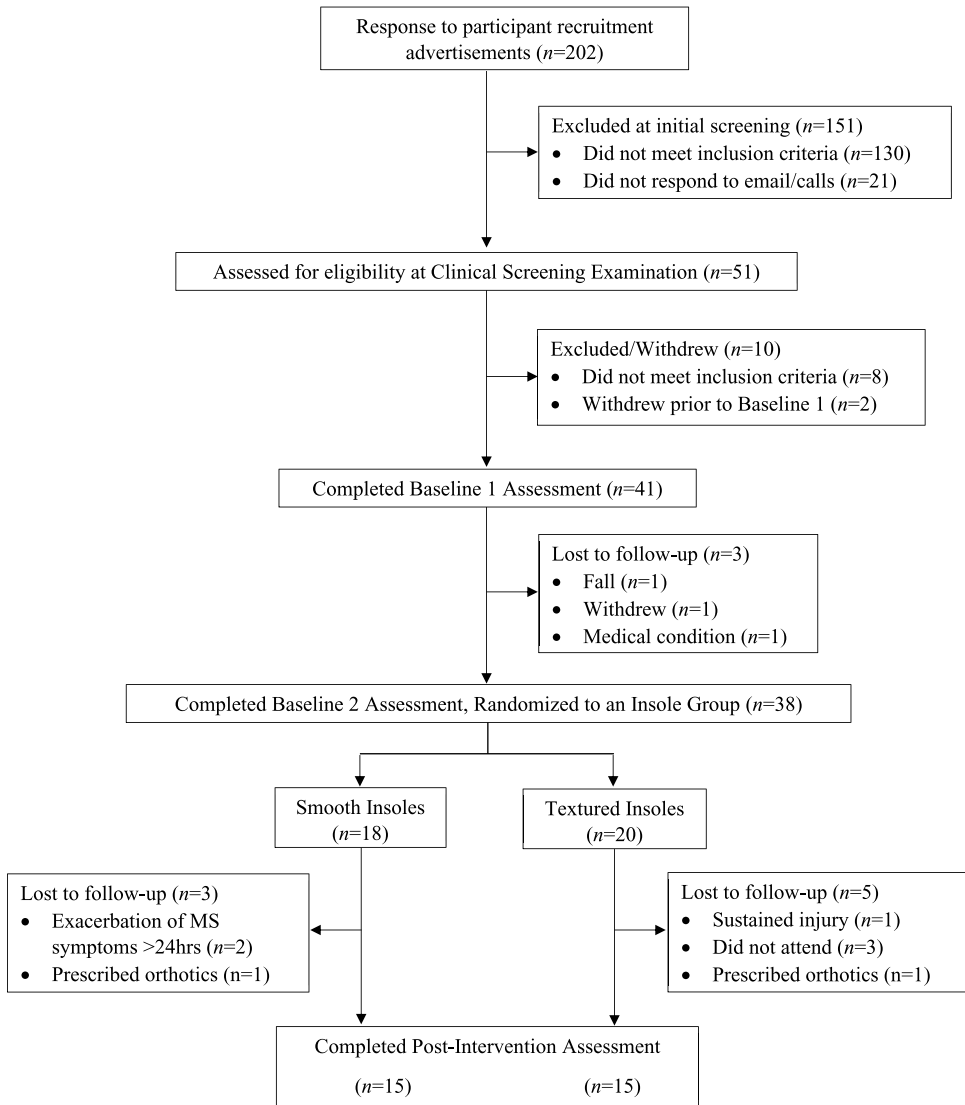 Response to participant recruitment
advertisements (n=202)
Excluded at initial screening (n=151)
• Did not meet inclusion criteria (n=130)
• Did not respond to email/calls (n=21)
Assessed for eligibility at Clinical Screening Examination (n=51)
Excluded/Withdrew (n=10)
• Did not meet inclusion criteria (n=8)
• Withdrew prior to Baseline 1 (n=2)
Completed Baseline 1 Assessment (n=41)
Lost to follow-up (n=3)
• Fall (n=1)
• Withdrew (n=1)
• Medical condition (n=1)
Completed Baseline 2 Assessment, Randomized to an Insole Group (n=38)
Smooth Insoles
(n=18)
Textured Insoles
(n=20)
Lost to follow-up (n=3)
• Exacerbation of MS
symptoms >24hrs (n=2)
• Prescribed orthotics (n=1)
Lost to follow-up (n=5)
• Sustained injury (n=1)
• Did not attend (n=3)
• Prescribed orthotics (n=1)
Completed Post-Intervention Assessment
(n=15) (n=15)